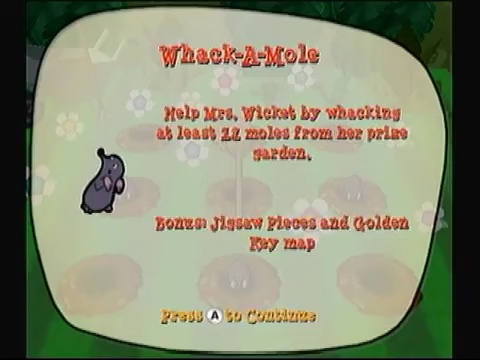 Whack-A-Mole
Help Mrs. Wicket by whacking
at least 22 moles from her prize
garden.
Bonus: Jigsaw Pieces and Golden
Key map
Press A to Continue